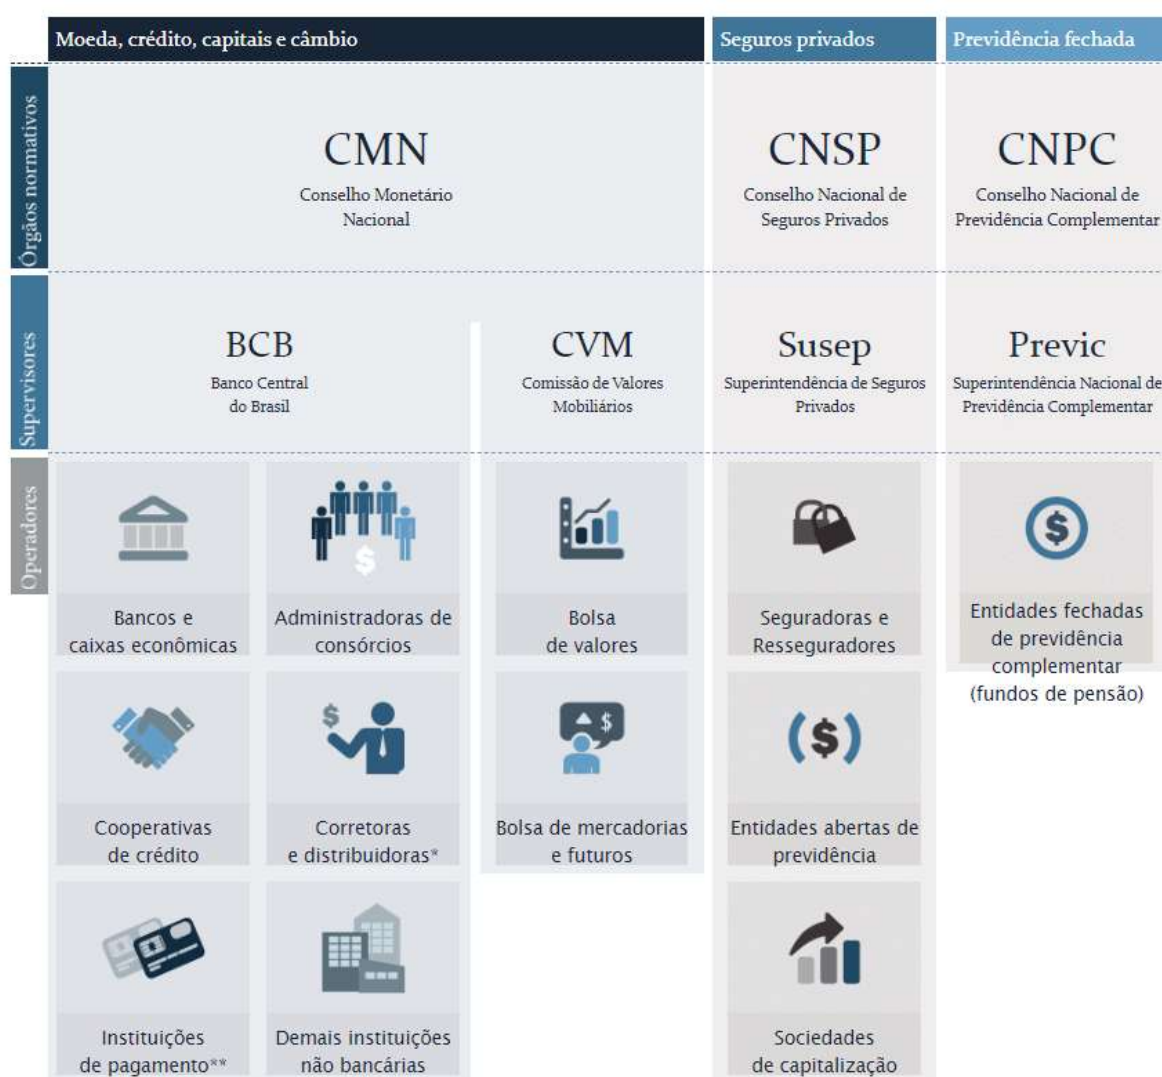 Moeda, crédito, capitais e câmbio
Seguros privados
Previdência fechada
Órgãos normativos
CMN
Conselho Monetário
Nacional
CNSP
Conselho Nacional de
Seguros Privados
CNPC
Conselho Nacional de
Previdência Complementar
Supervisores
BCB
Banco Central
do Brasil
CVM
Comissão de Valores
Mobiliários
Susep
Superintendência de Seguros
Privados
Previc
Superintendência Nacional de
Previdência Complementar
Operadores
Bancos e
caixas econômicas
$
Administradoras de
consórcios
Bolsa
de valores
Seguradoras e
Resseguradores
$
Entidades fechadas
de previdência
complementar
(fundos de pensão)
Cooperativas
de crédito
$
Corretoras
e distribuidoras*
$
Bolsa de mercadorias
e futuros
($)
Entidades abertas de
previdência
Instituições
de pagamento**
Demais instituições
não bancárias
Sociedades
de capitalização